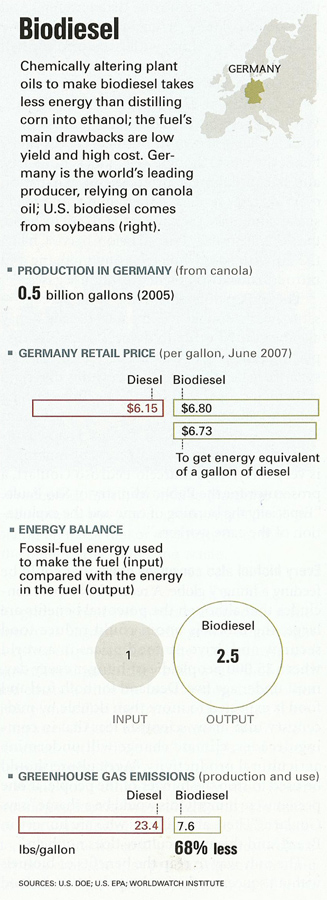 Biodiesel
Chemically altering plant
oils to make biodiesel takes
less energy than distilling
corn into ethanol; the fuel's
main drawbacks are low
yield and high cost. Ger-
many is the world's leading
producer, relying on canola
oil; U.S. biodiesel comes
from soybeans (right).
GERMANY
PRODUCTION IN GERMANY (from canola)
0.5 billion gallons (2005)
GERMANY RETAIL PRICE (per gallon, June 2007)
Diesel Biodiesel
$6.15 $6.80
$6.73
To get energy equivalent
of a gallon of diesel
ENERGY BALANCE
Fossil-fuel energy used
to make the fuel (input)
compared with the energy
in the fuel (output)
Biodiesel
1 2.5
INPUT OUTPUT
GREENHOUSE GAS EMISSIONS (production and use)
Diesel Biodiesel
23.4 7.6
lbs/gallon 68% less
SOURCES: U.S. DOE; U.S. EPA; WORLDWATCH INSTITUTE